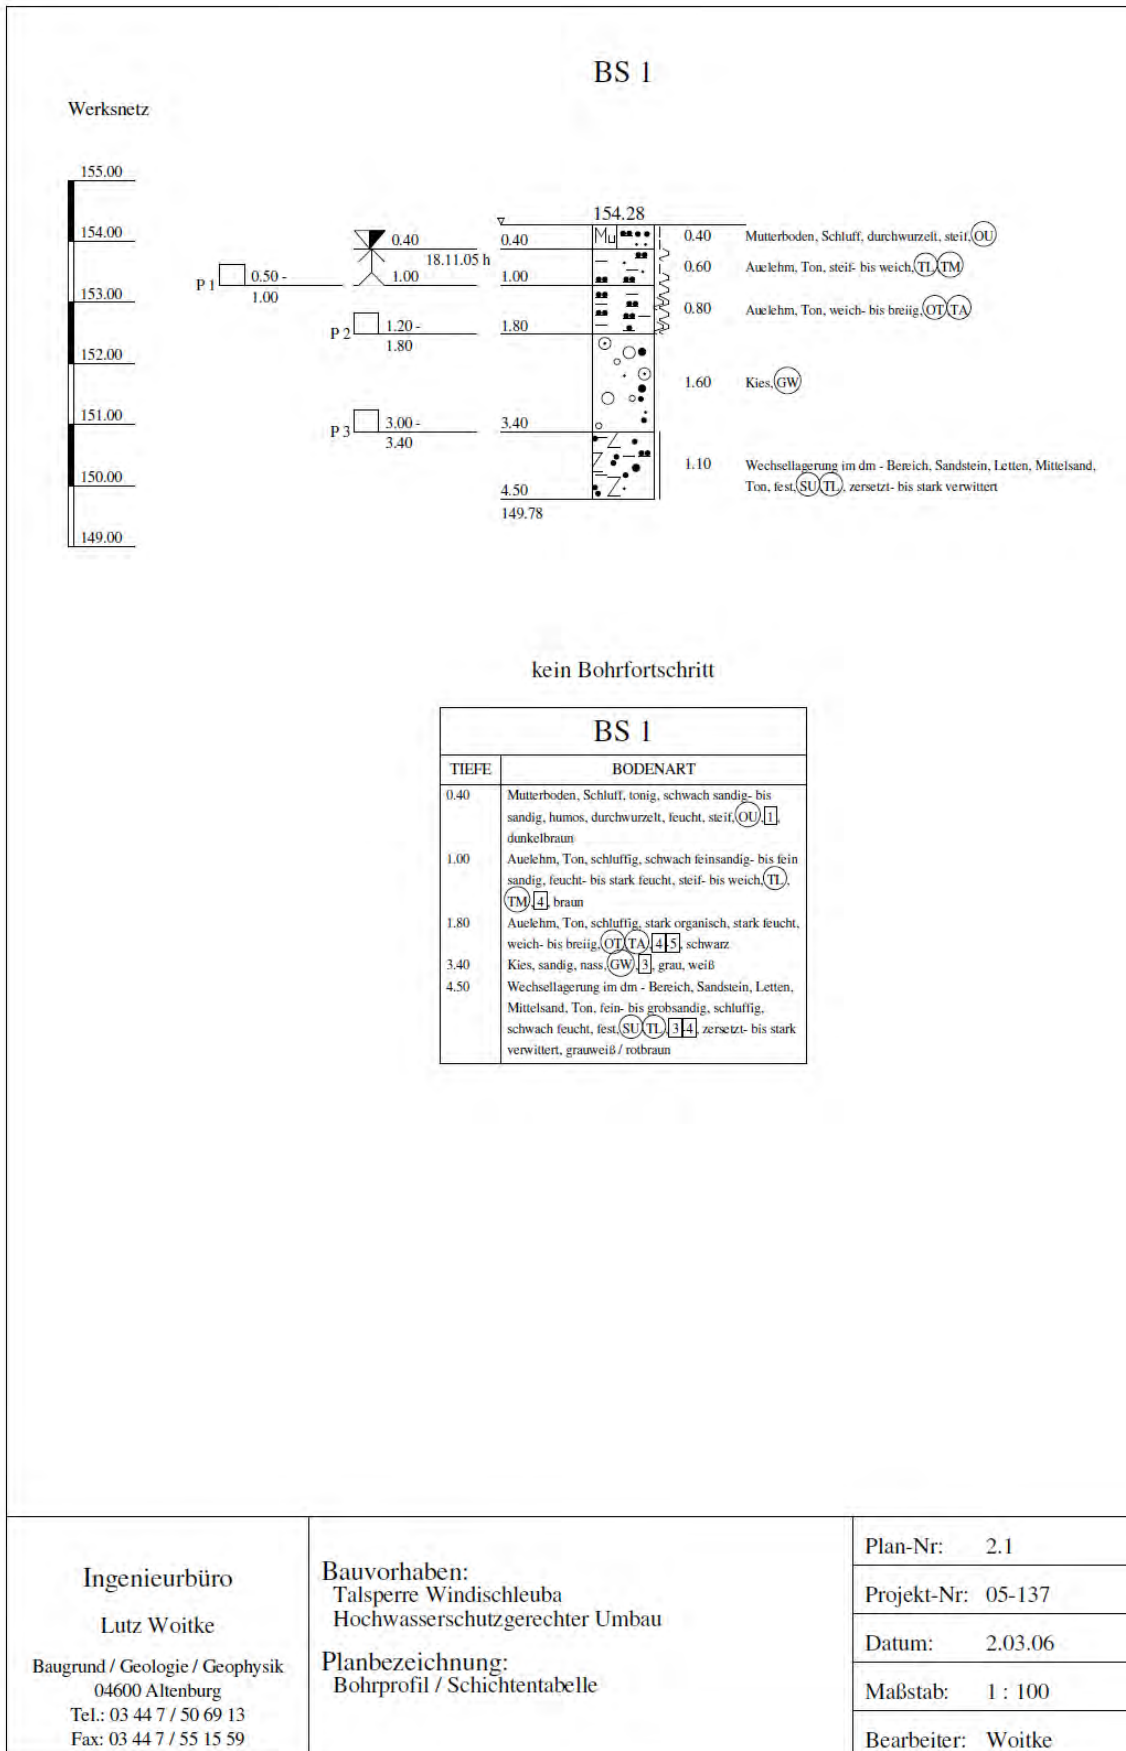 BS 1
Werksnetz
155.00
154.00
153.00
152.00
151.00
150.00
149.00
P 1
0.50 -
1.00
0.40
18.11.05 h
1.00
P 2
1.20 -
1.80
P 3
3.00 -
3.40
154.28
0.40
1.00
1.80
3.40
4.50
149.78
Mu
0.40 Mutterboden, Schluff, durchwurzelt, steif, OU
0.60 Auelehm, Ton, steif- bis weich, TL, TM
0.80 Auelehm, Ton, weich- bis breiig, OT, TA
1.60 Kies, GW
1.10 Wechsellagerung im dm - Bereich, Sandstein, Letten, Mittelsand,
Ton, fest, SU, TL, zersetzt- bis stark verwittert
kein Bohrfortschritt
BS 1
TIEFE BODENART
0.40 Mutterboden, Schluff, tonig, schwach sandig- bis
sandig, humos, durchwurzelt, feucht, steif, OU, 1,
dunkelbraun
1.00 Auelehm, Ton, schluffig, schwach feinsandig- bis fein
sandig, feucht- bis stark feucht, steif- bis weich, TL,
TM, 4, braun
1.80 Auelehm, Ton, schluffig, stark organisch, stark feucht,
weich- bis breiig, OT, TA, 4-5, schwarz
3.40 Kies, sandig, nass, GW, 3, grau, weiß
4.50 Wechsellagerung im dm - Bereich, Sandstein, Letten,
Mittelsand, Ton, fein- bis grobsandig, schluffig,
schwach feucht, fest, SU, TL, 3-4, zersetzt- bis stark
verwittert, grauweiß / rotbraun
Ingenieurbüro
Lutz Woitke
Baugrund / Geologie / Geophysik
04600 Altenburg
Tel.: 03 44 7 / 50 69 13
Fax: 03 44 7 / 55 15 59
Bauvorhaben:
Talsperre Windischleuba
Hochwasserschutzgerechter Umbau
Planbezeichnung:
Bohrprofil / Schichtentabelle
Plan-Nr: 2.1
Projekt-Nr: 05-137
Datum: 2.03.06
Maßstab: 1 : 100
Bearbeiter: Woitke